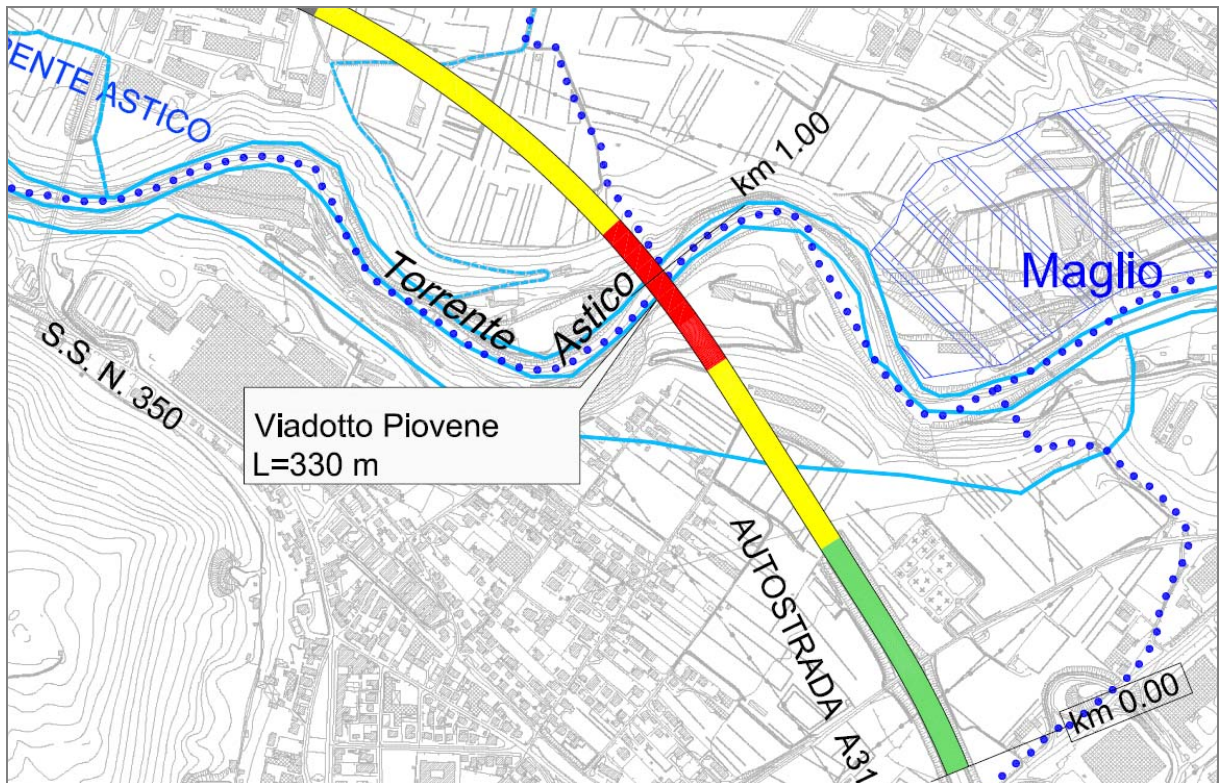 RENTE ASTICO
km 1.00
Maglio
Torrente Astico
S.S. N. 350
Viadotto Piovene
L=330 m
AUTOSTRADA A31
km 0.00